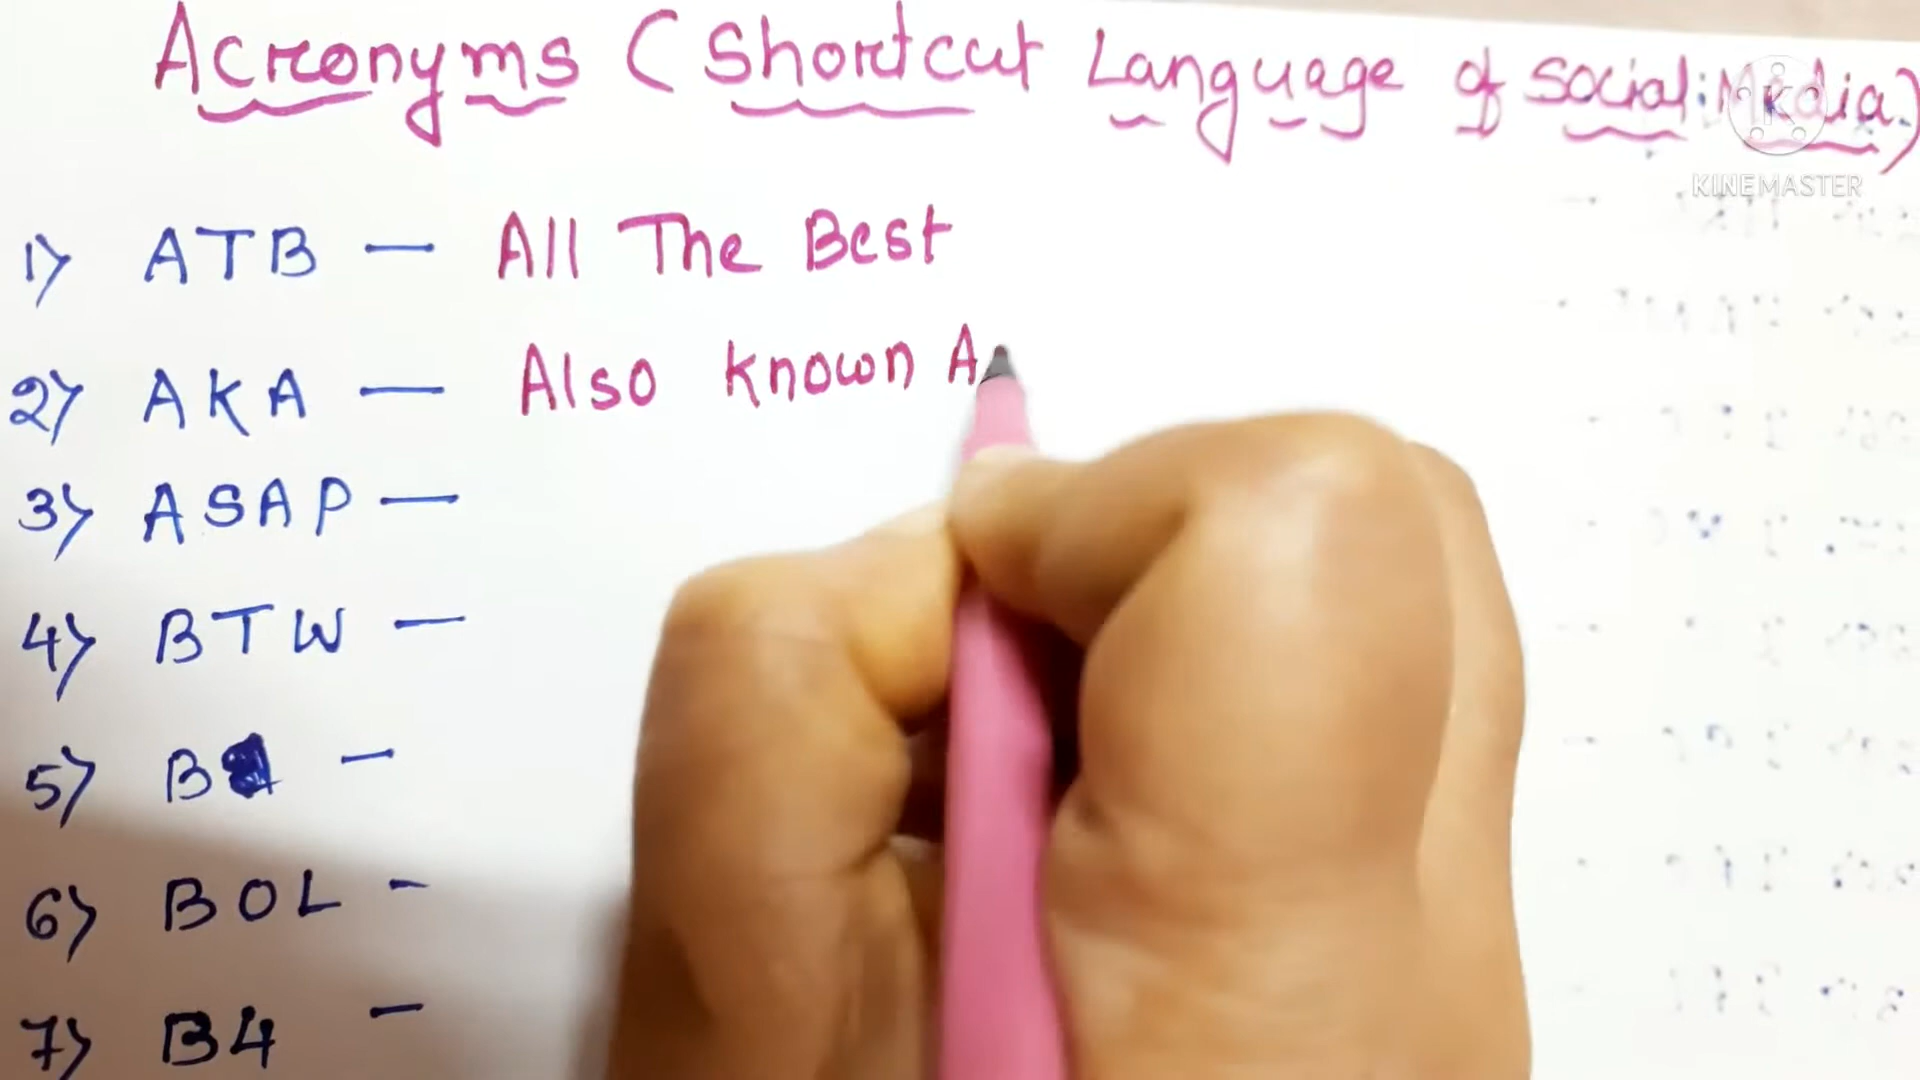 Acronyms (Shortcut Language of Social Media)
KINEMASTER
1) ATB — All The Best
2) AKA — Also known A
3) ASAP —
4) BTW —
5) B -
6) BOL -
7) B4 -